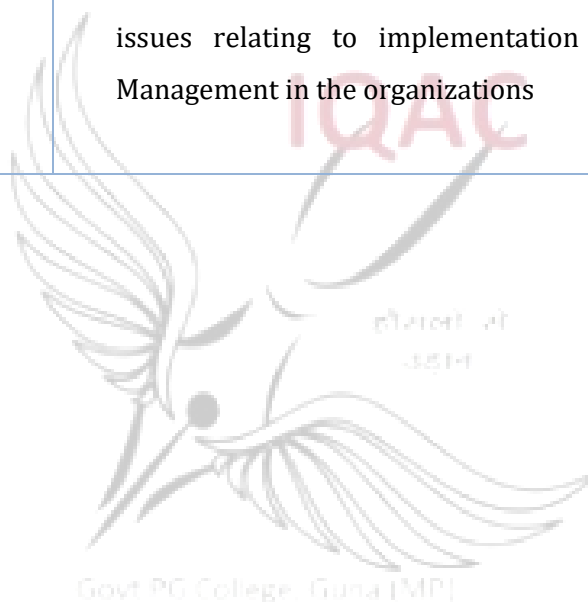 issues relating to implementation
Management in the organizations
IQAC
Govt PG College Guna (MP)